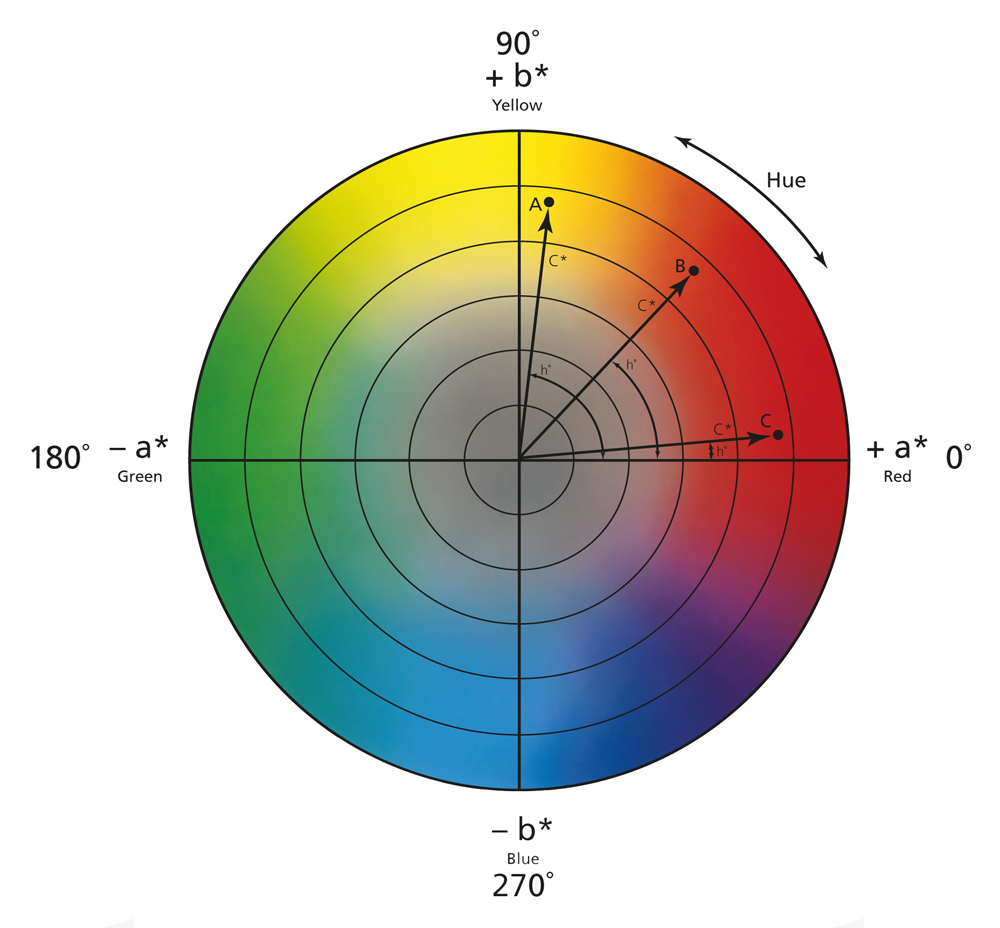 90°
+ b*
Yellow
Hue
A
C*
B
C*
h°
h°
C
C*
h°
180°
– a*
Green
+ a*
Red
0°
– b*
Blue
270°